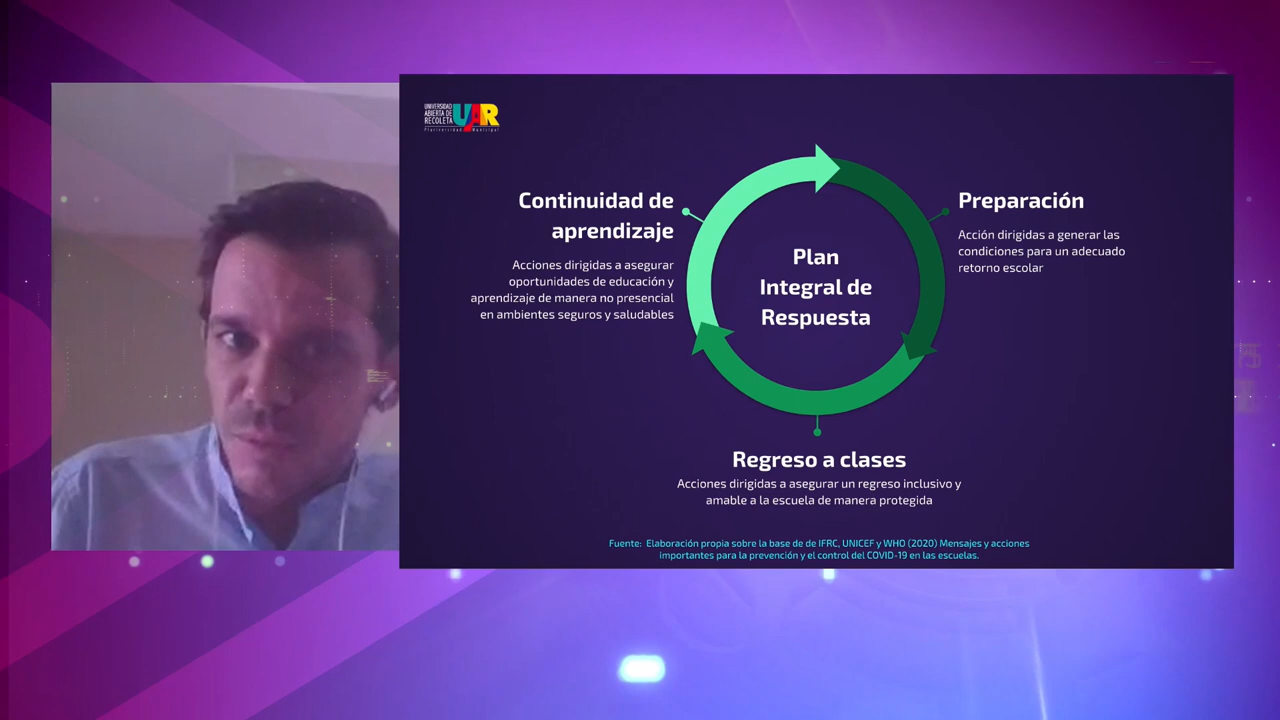 UNIVERSIDAD
ABIERTA DE
RECOLETA
UAR
Pluriversidad Municipal
Continuidad de
aprendizaje
Acciones dirigidas a asegurar
oportunidades de educación y
aprendizaje de manera no presencial
en ambientes seguros y saludables
Plan
Integral de
Respuesta
Preparación
Acción dirigidas a generar las
condiciones para un adecuado
retorno escolar
Regreso a clases
Acciones dirigidas a asegurar un regreso inclusivo y
amable a la escuela de manera protegida
Fuente: Elaboración propia sobre la base de de IFRC, UNICEF y WHO (2020) Mensajes y acciones
importantes para la prevención y el control del COVID-19 en las escuelas.